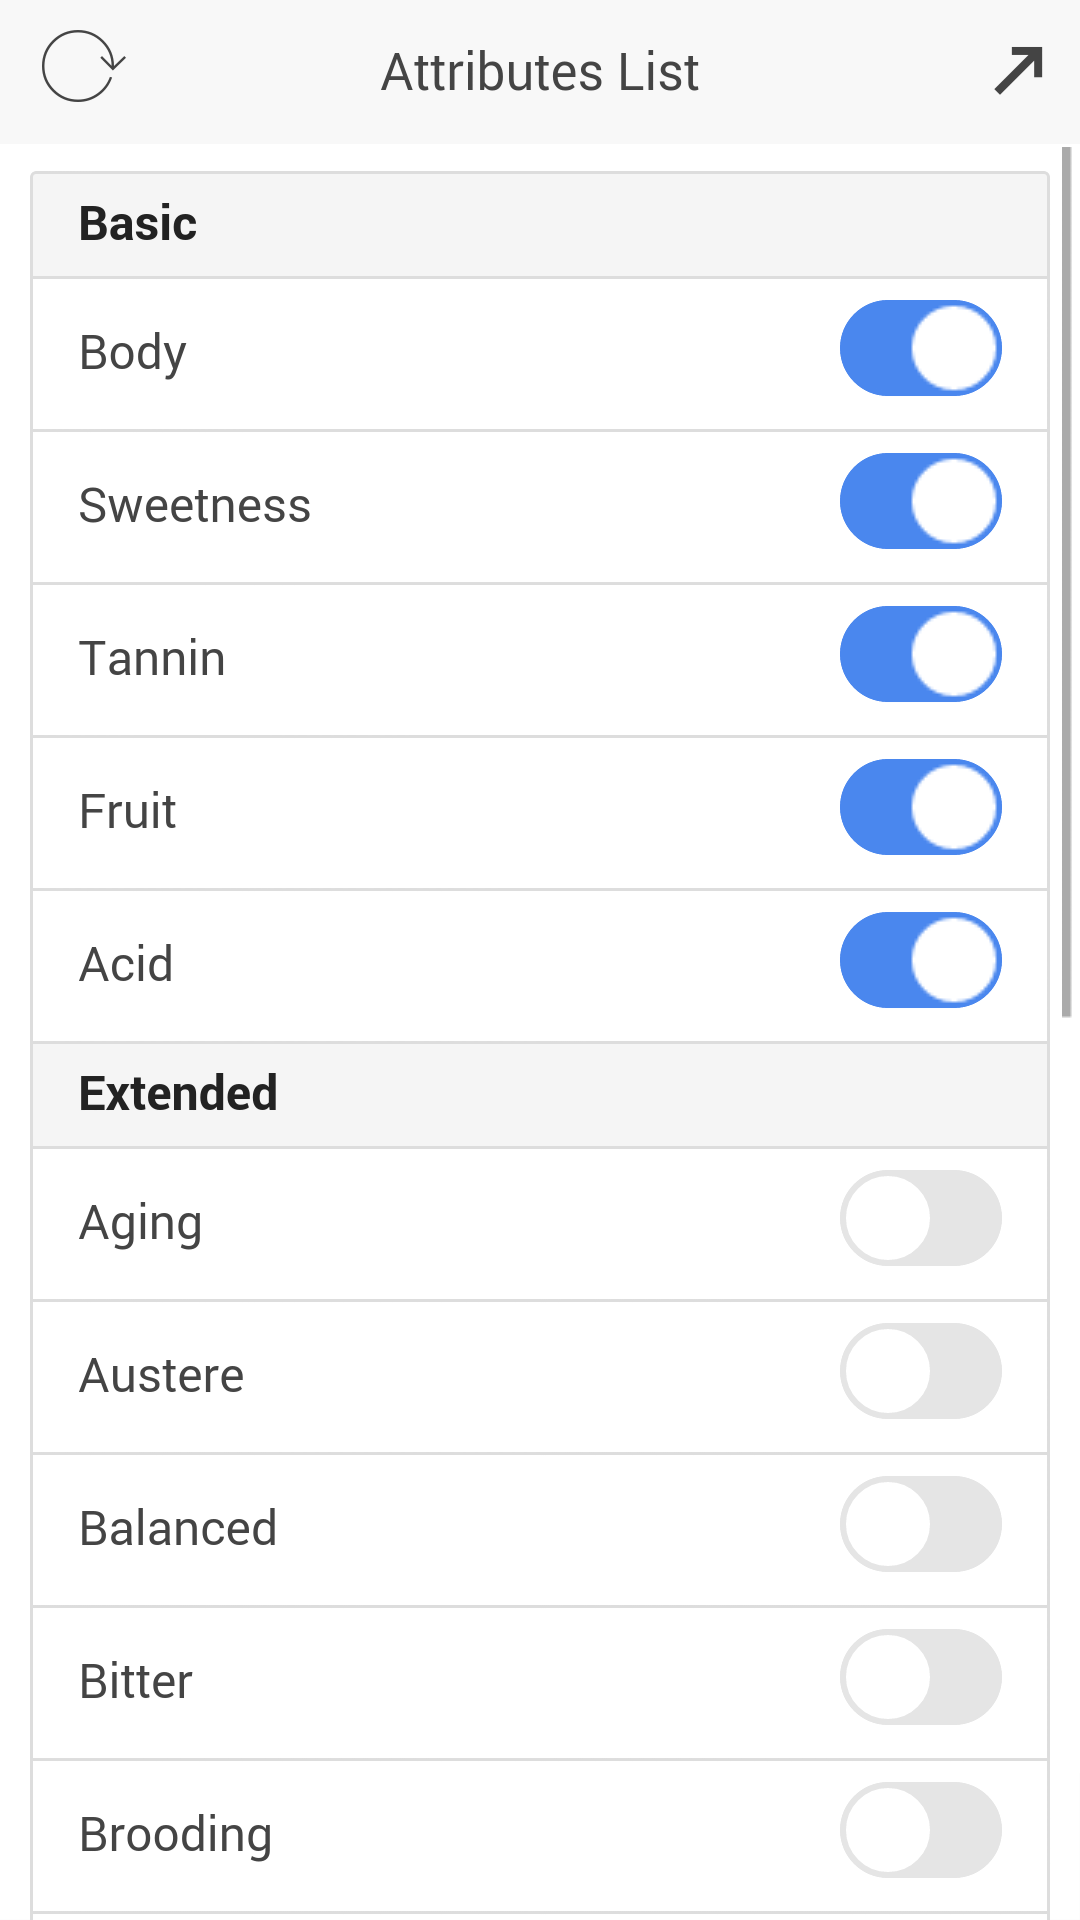 Attributes List
Basic
Body
Sweetness
Tannin
Fruit
Acid
Extended
Aging
Austere
Balanced
Bitter
Brooding